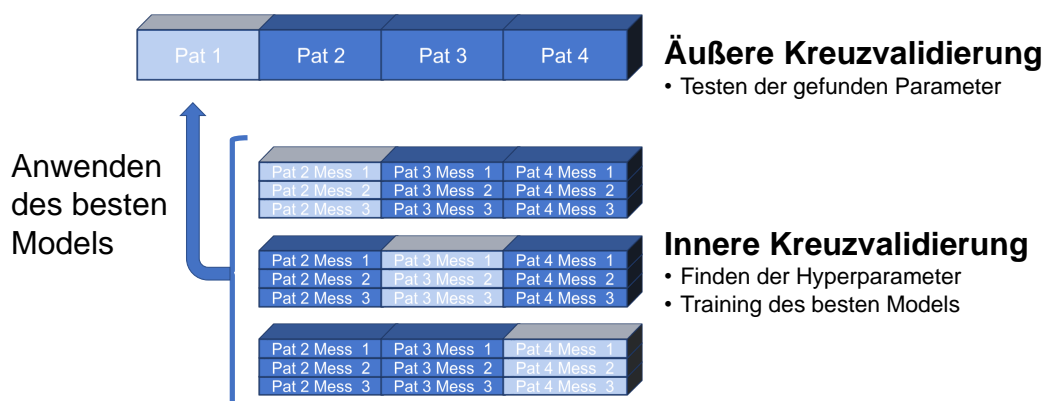 Pat 1 Pat 2 Pat 3 Pat 4
Äußere Kreuzvalidierung
• Testen der gefunden Parameter
Anwenden
des besten
Models
Pat 2 Mess 1 Pat 3 Mess 1 Pat 4 Mess 1
Pat 2 Mess 2 Pat 3 Mess 2 Pat 4 Mess 2
Pat 2 Mess 3 Pat 3 Mess 3 Pat 4 Mess 3
Pat 2 Mess 1 Pat 3 Mess 1 Pat 4 Mess 1
Pat 2 Mess 2 Pat 3 Mess 2 Pat 4 Mess 2
Pat 2 Mess 3 Pat 3 Mess 3 Pat 4 Mess 3
Innere Kreuzvalidierung
• Finden der Hyperparameter
• Training des besten Models
Pat 2 Mess 1 Pat 3 Mess 1 Pat 4 Mess 1
Pat 2 Mess 2 Pat 3 Mess 2 Pat 4 Mess 2
Pat 2 Mess 3 Pat 3 Mess 3 Pat 4 Mess 3